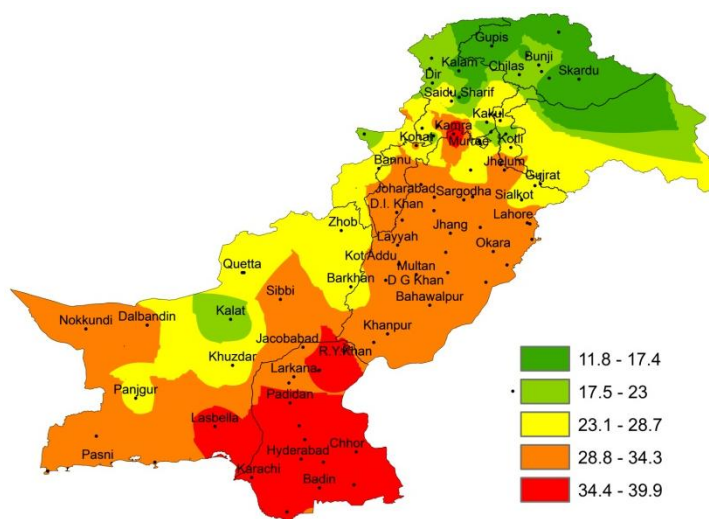 Gupis
Bunji
Kalam
Chilas
Skardu
Dir
Saidu Sharif
Kakul
Kamra
Kohat
Murree
Kotli
Bannu
Jhelum
Gujrat
Joharabad
Sargodha
Sialkot
D.I. Khan
Lahore
Zhob
Jhang
Layyah
Okara
Kot Addu
Quetta
Multan
Barkhan
D G Khan
Sibbi
Bahawalpur
Kalat
Dalbandin
Nokkundi
Khanpur
Jacobabad
R.Y.Khan
Khuzdar
Larkana
Panjgur
Padidan
Lasbella
Chhor
Pasni
Hyderabad
Karachi
Badin
11.8 - 17.4
17.5 - 23
23.1 - 28.7
28.8 - 34.3
34.4 - 39.9